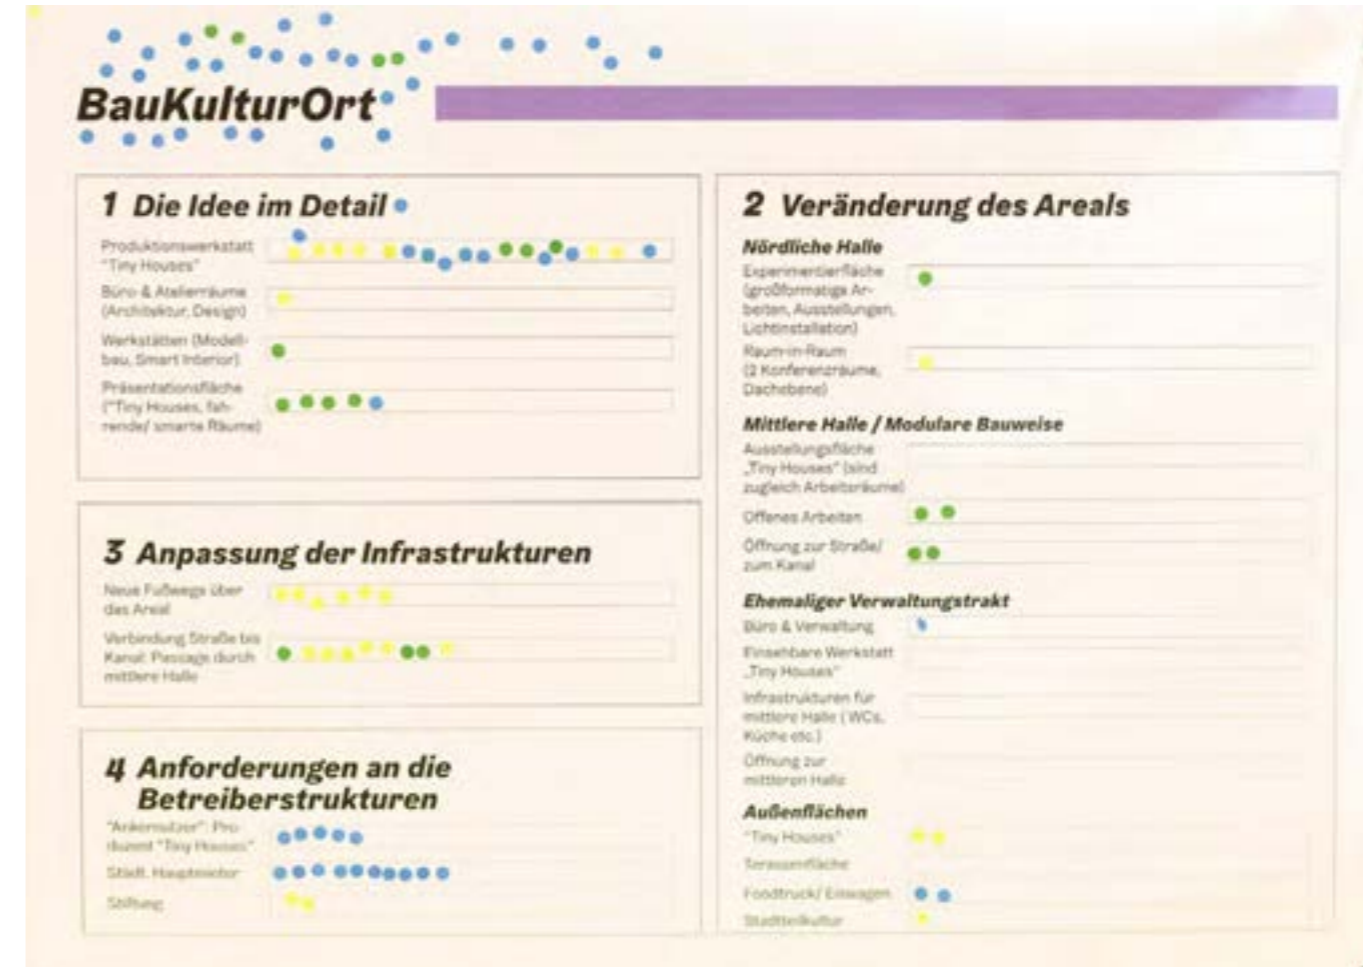 BauKulturOrt
1 Die Idee im Detail
Produktionswerkstatt
"Tiny Houses"
Büro & Atelierräume
(Architektur, Design)
Werkstätten (Modell-
bau, Smart Interior)
Präsentationsfläche
("Tiny Houses, fah-
rende/ smarte Räume)
3 Anpassung der Infrastrukturen
Neue Fußwege über
das Areal
Verbindung Straße bis
Kanal: Passage durch
mittlere Halle
4 Anforderungen an die
Betreiberstrukturen
"Ankernutzer": Pro-
duzent "Tiny Houses"
Städt. Hauptmieter
Stiftung
2 Veränderung des Areals
Nördliche Halle
Experimentierfläche
(großformatige Ar-
beiten, Ausstellungen,
Lichtinstallation)
Raum-in-Raum
(2 Konferenzräume,
Dachebene)
Mittlere Halle / Modulare Bauweise
Ausstellungsfläche
„Tiny Houses" (sind
zugleich Arbeitsräume)
Offenes Arbeiten
Öffnung zur Straße/
zum Kanal
Ehemaliger Verwaltungstrakt
Büro & Verwaltung
Einsehbare Werkstatt
„Tiny Houses"
Infrastrukturen für
mittlere Halle ( WCs,
Küche etc.)
Öffnung zur
mittleren Halle
Außenflächen
"Tiny Houses"
Terassenfläche
Foodtruck/ Eiswagen
Stadtteilkultur